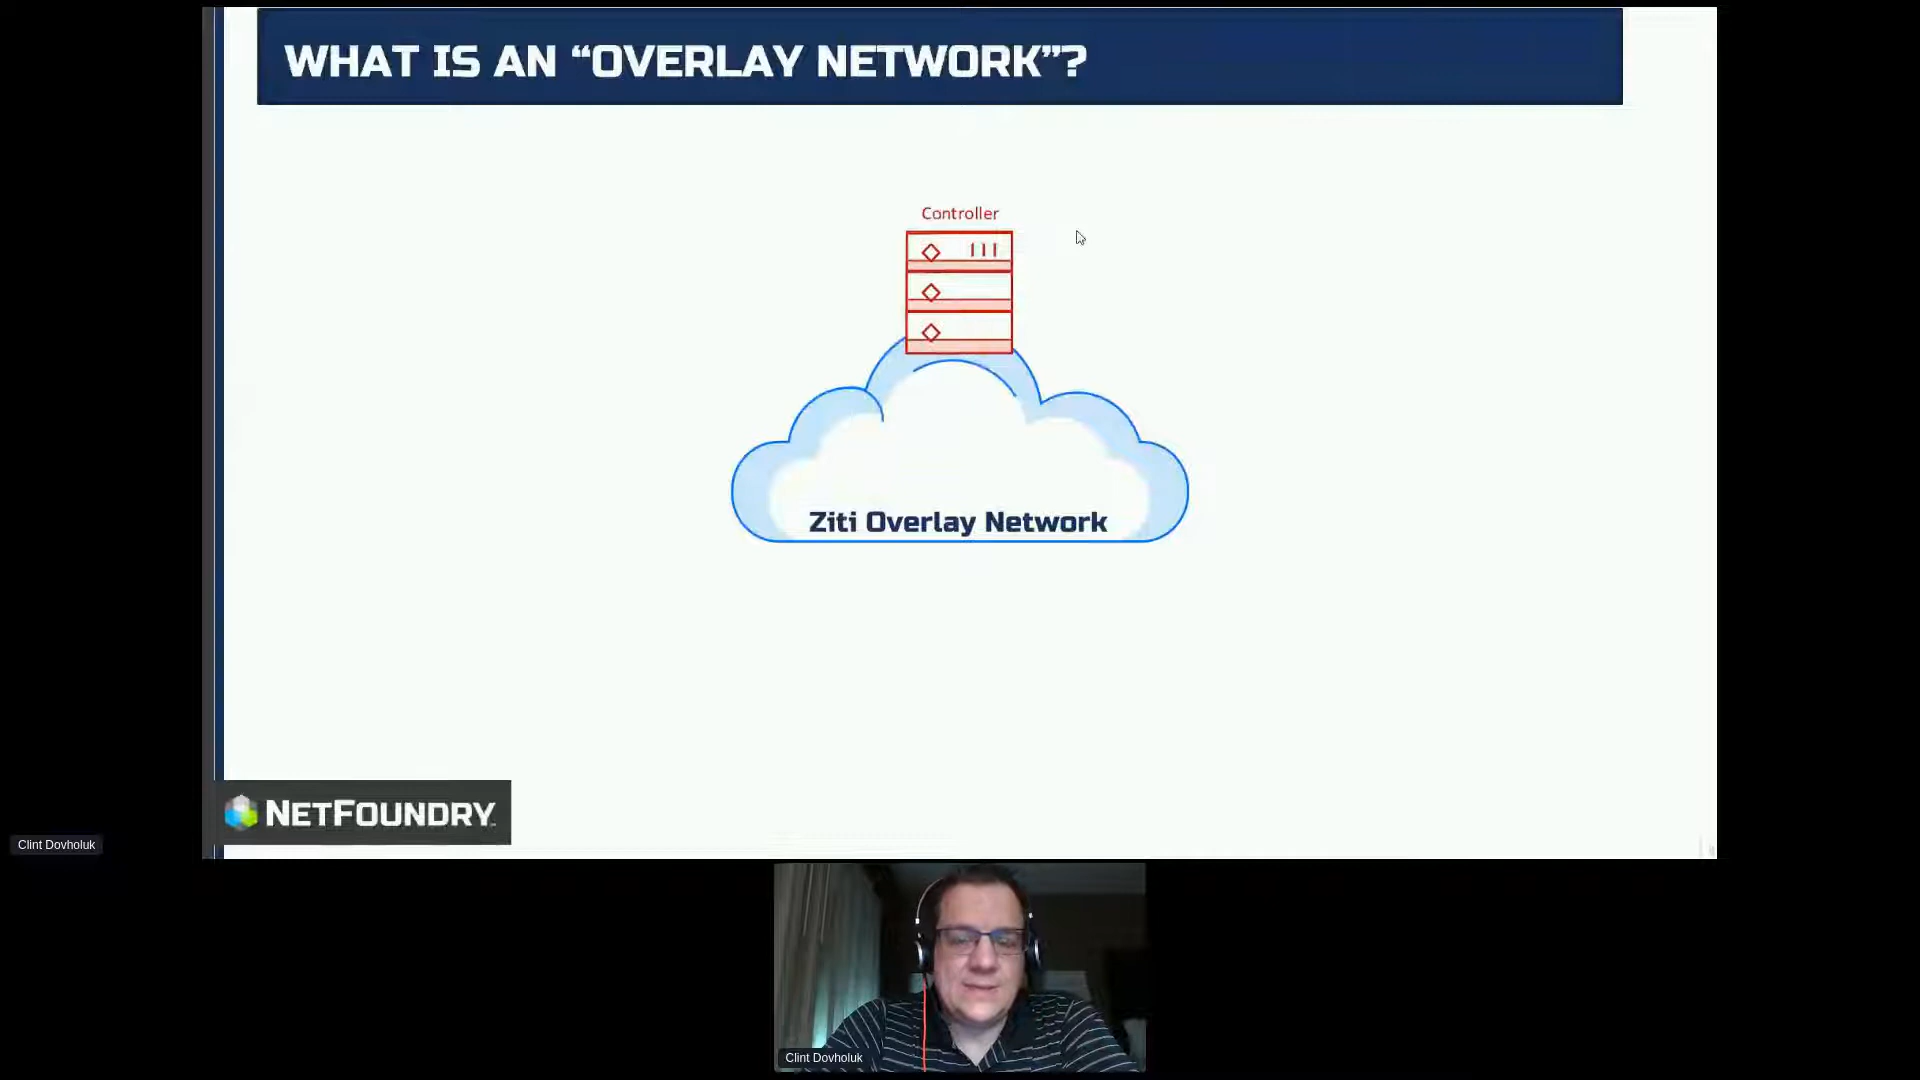 WHAT IS AN “OVERLAY NETWORK”?
Controller
Ziti Overlay Network
NETFOUNDRY
Clint Dovholuk
Clint Dovholuk